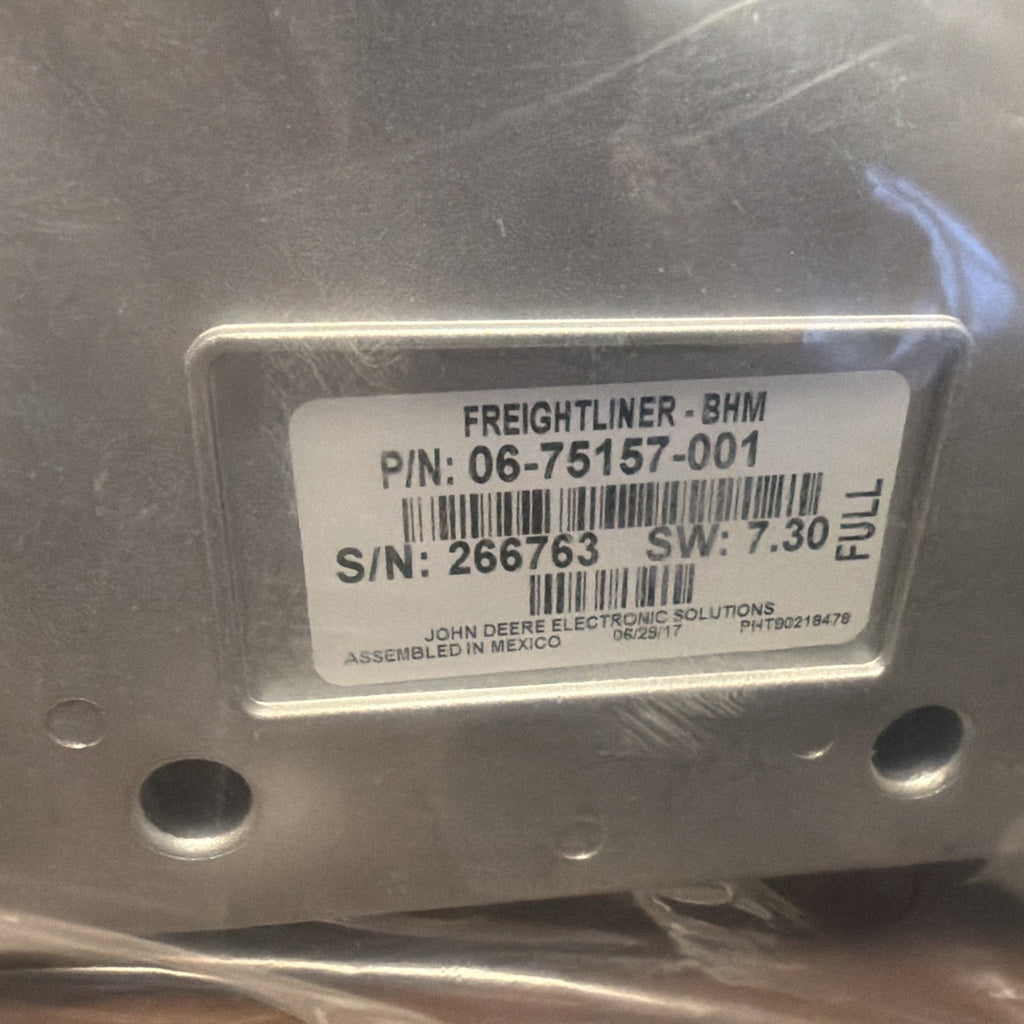 FREIGHTLINER - BHM
P/N: 06-75157-001
S/N: 266763 SW: 7.30
FULL
JOHN DEERE ELECTRONIC SOLUTIONS
ASSEMBLED IN MEXICO 06/29/17 PHT90218478